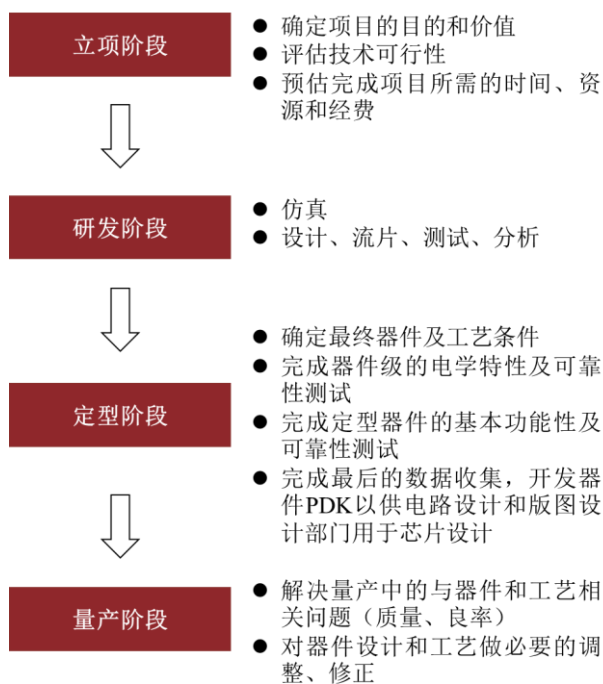 立项阶段
● 确定项目的目的和价值
● 评估技术可行性
● 预估完成项目所需的时间、资
源和经费
研发阶段
● 仿真
● 设计、流片、测试、分析
定型阶段
● 确定最终器件及工艺条件
● 完成器件级的电学特性及可靠
性测试
● 完成定型器件的基本功能性及
可靠性测试
● 完成最后的数据收集，开发器
件PDK以供电路设计和版图设
计部门用于芯片设计
量产阶段
● 解决量产中的与器件和工艺相
关问题（质量、良率）
● 对器件设计和工艺做必要的调
整、修正